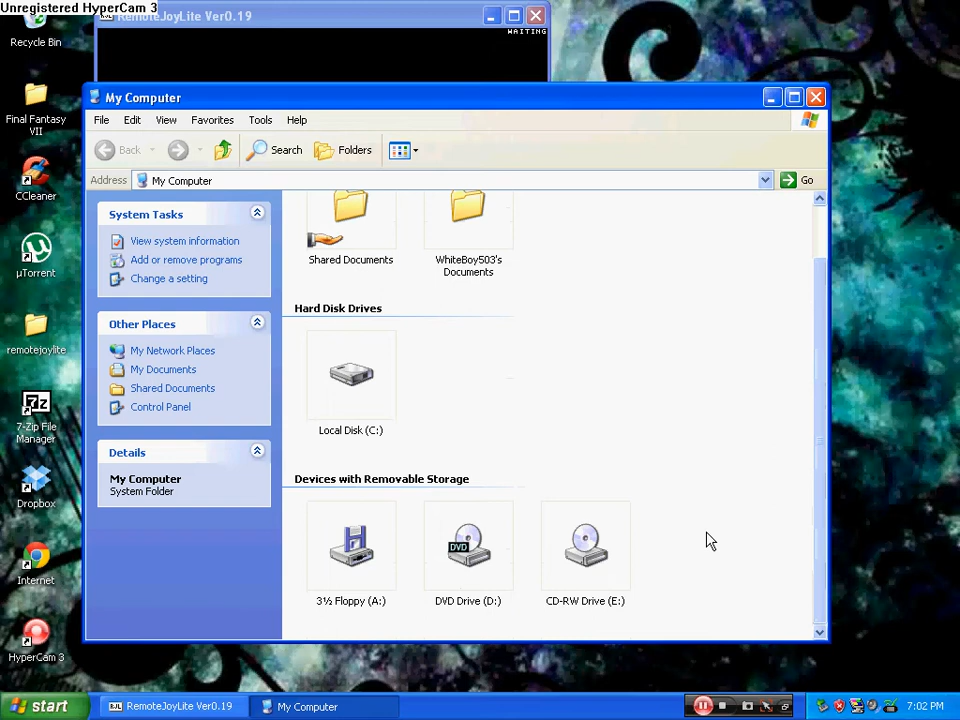 Unregistered HyperCam 3
RemoteJoyLite Ver0.19
WAITING
Recycle Bin
Final Fantasy
VII
CCleaner
µTorrent
remotejoylite
7z
7-Zip File
Manager
Dropbox
Internet
HyperCam 3
My Computer
File Edit View Favorites Tools Help
Back
Search
Folders
Address
My Computer
Go
System Tasks
View system information
Add or remove programs
Change a setting
Other Places
My Network Places
My Documents
Shared Documents
Control Panel
Details
My Computer
System Folder
Shared Documents
WhiteBoy503's
Documents
Hard Disk Drives
Local Disk (C:)
Devices with Removable Storage
DVD
3½ Floppy (A:)
DVD Drive (D:)
CD-RW Drive (E:)
start
RJL
RemoteJoyLite Ver0.19
My Computer
7:02 PM